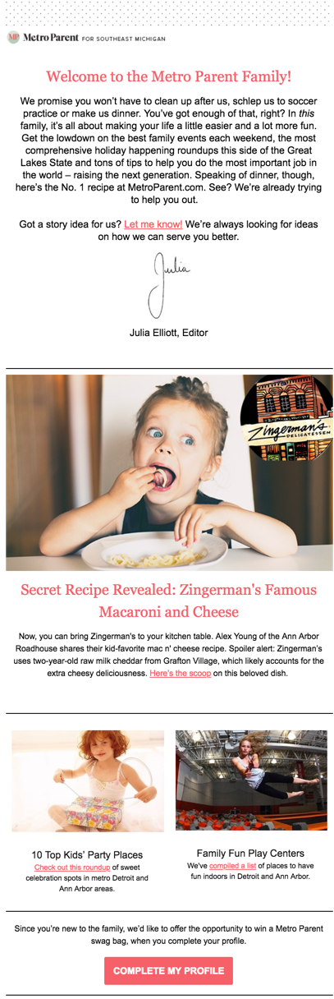 MP Metro Parent FOR SOUTHEAST MICHIGAN
Welcome to the Metro Parent Family!
We promise you won't have to clean up after us, schlep us to soccer
practice or make us dinner. You've got enough of that, right? In this
family, it's all about making your life a little easier and a lot more fun.
Get the lowdown on the best family events each weekend, the most
comprehensive holiday happening roundups this side of the Great
Lakes State and tons of tips to help you do the most important job in
the world – raising the next generation. Speaking of dinner, though,
here's the No. 1 recipe at MetroParent.com. See? We're already trying
to help you out.
Got a story idea for us? Let me know! We're always looking for ideas
on how we can serve you better.
Julia
Julia Elliott, Editor
Zingerman's
DELICATESSEN
Secret Recipe Revealed: Zingerman's Famous
Macaroni and Cheese
Now, you can bring Zingerman's to your kitchen table. Alex Young of the Ann Arbor
Roadhouse shares their kid-favorite mac n' cheese recipe. Spoiler alert: Zingerman's
uses two-year-old raw milk cheddar from Grafton Village, which likely accounts for the
extra cheesy deliciousness. Here's the scoop on this beloved dish.
10 Top Kids' Party Places
Check out this roundup of sweet
celebration spots in metro Detroit and
Ann Arbor areas.
Family Fun Play Centers
We've compiled a list of places to have
fun indoors in Detroit and Ann Arbor.
Since you're new to the family, we'd like to offer the opportunity to win a Metro Parent
swag bag, when you complete your profile.
COMPLETE MY PROFILE